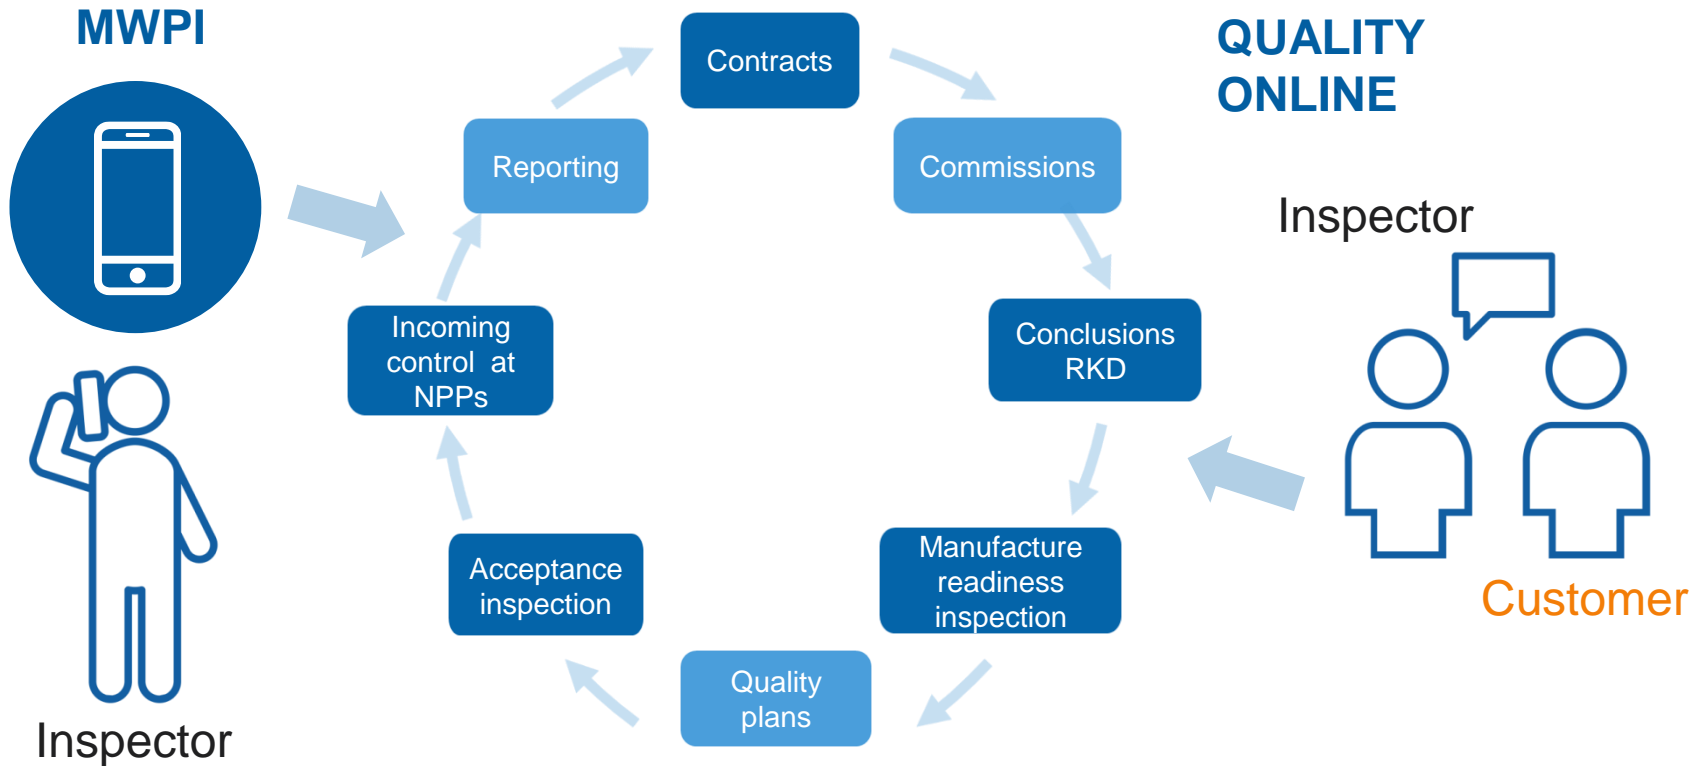 MWPI
QUALITY
ONLINE
Contracts
Commissions
Conclusions
RKD
Manufacture
readiness
inspection
Quality
plans
Acceptance
inspection
Incoming
control at
NPPs
Reporting
Inspector
Customer
Inspector